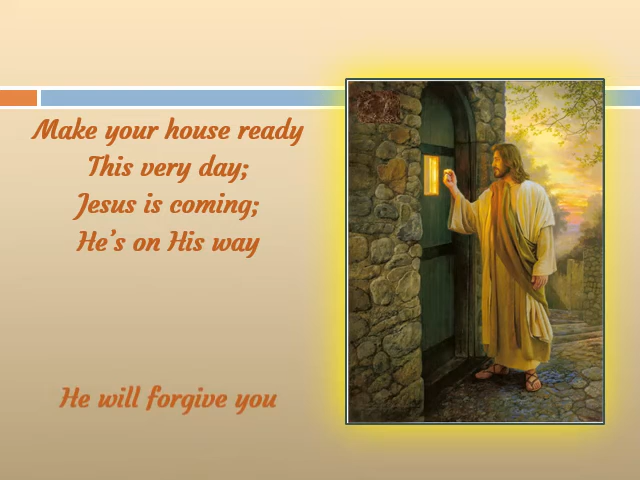 Make your house ready
This very day;
Jesus is coming;
He's on His way
He will forgive you